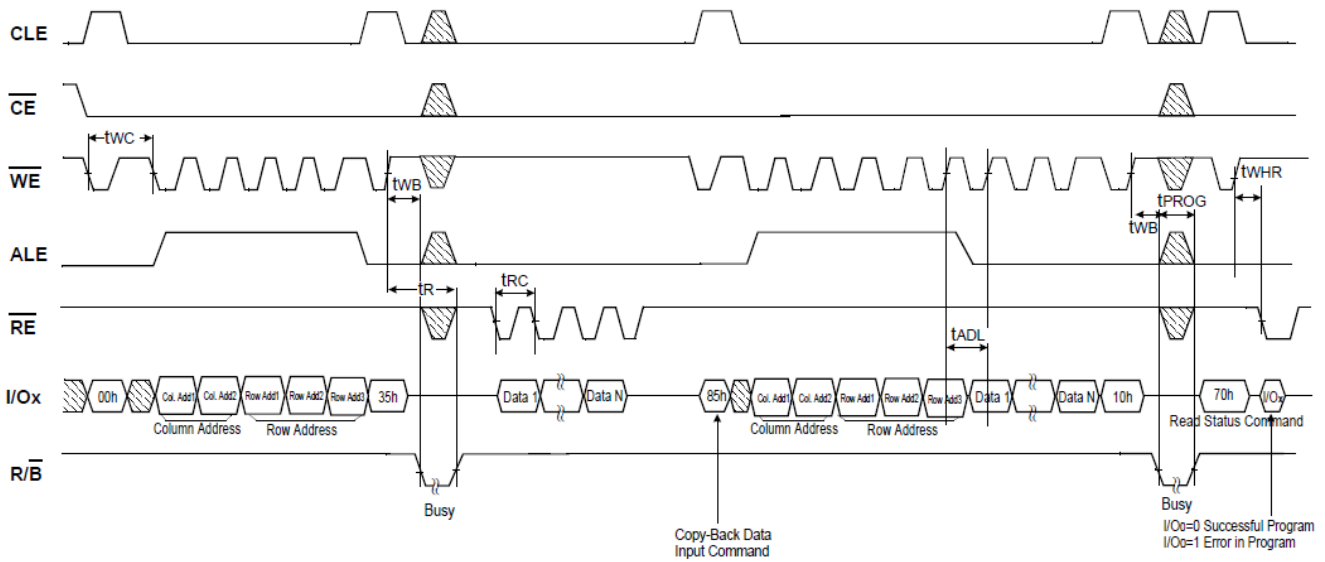 CLE
CE
tWC
WE
tWB
tWHR
tPROG
tWB
ALE
tR
tRC
RE
tADL
I/Ox 00h Col. Add1 Col. Add2 Row Add1 Row Add2 Row Add3 35h Data 1 Data N 85h Col. Add1 Col. Add2 Row Add1 Row Add2 Row Add3 Data 1 Data N 10h 70h I/Ox
Column Address Row Address Column Address Row Address Read Status Command
R/B
Busy Busy
Copy-Back Data
Input Command
I/O0=0 Successful Program
I/O0=1 Error in Program